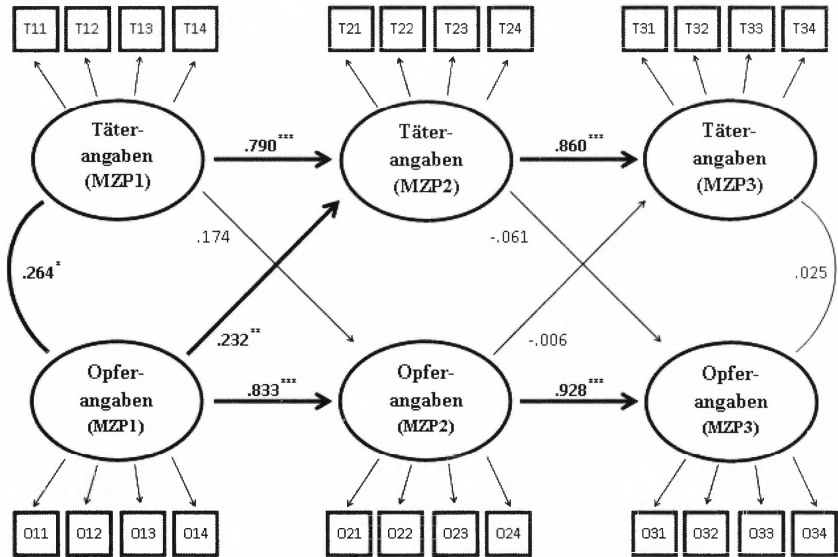 T11 T12 T13 T14 T21 T22 T23 T24 T31 T32 T33 T34
Täter-
angaben
(MZP1)
.790***
Täter-
angaben
(MZP2)
.860***
Täter-
angaben
(MZP3)
.264*
.174
.232**
-.061
-.006
.025
Opfer-
angaben
(MZP1)
.833***
Opfer-
angaben
(MZP2)
.928***
Opfer-
angaben
(MZP3)
O11 O12 O13 O14 O21 O22 O23 O24 O31 O32 O33 O34